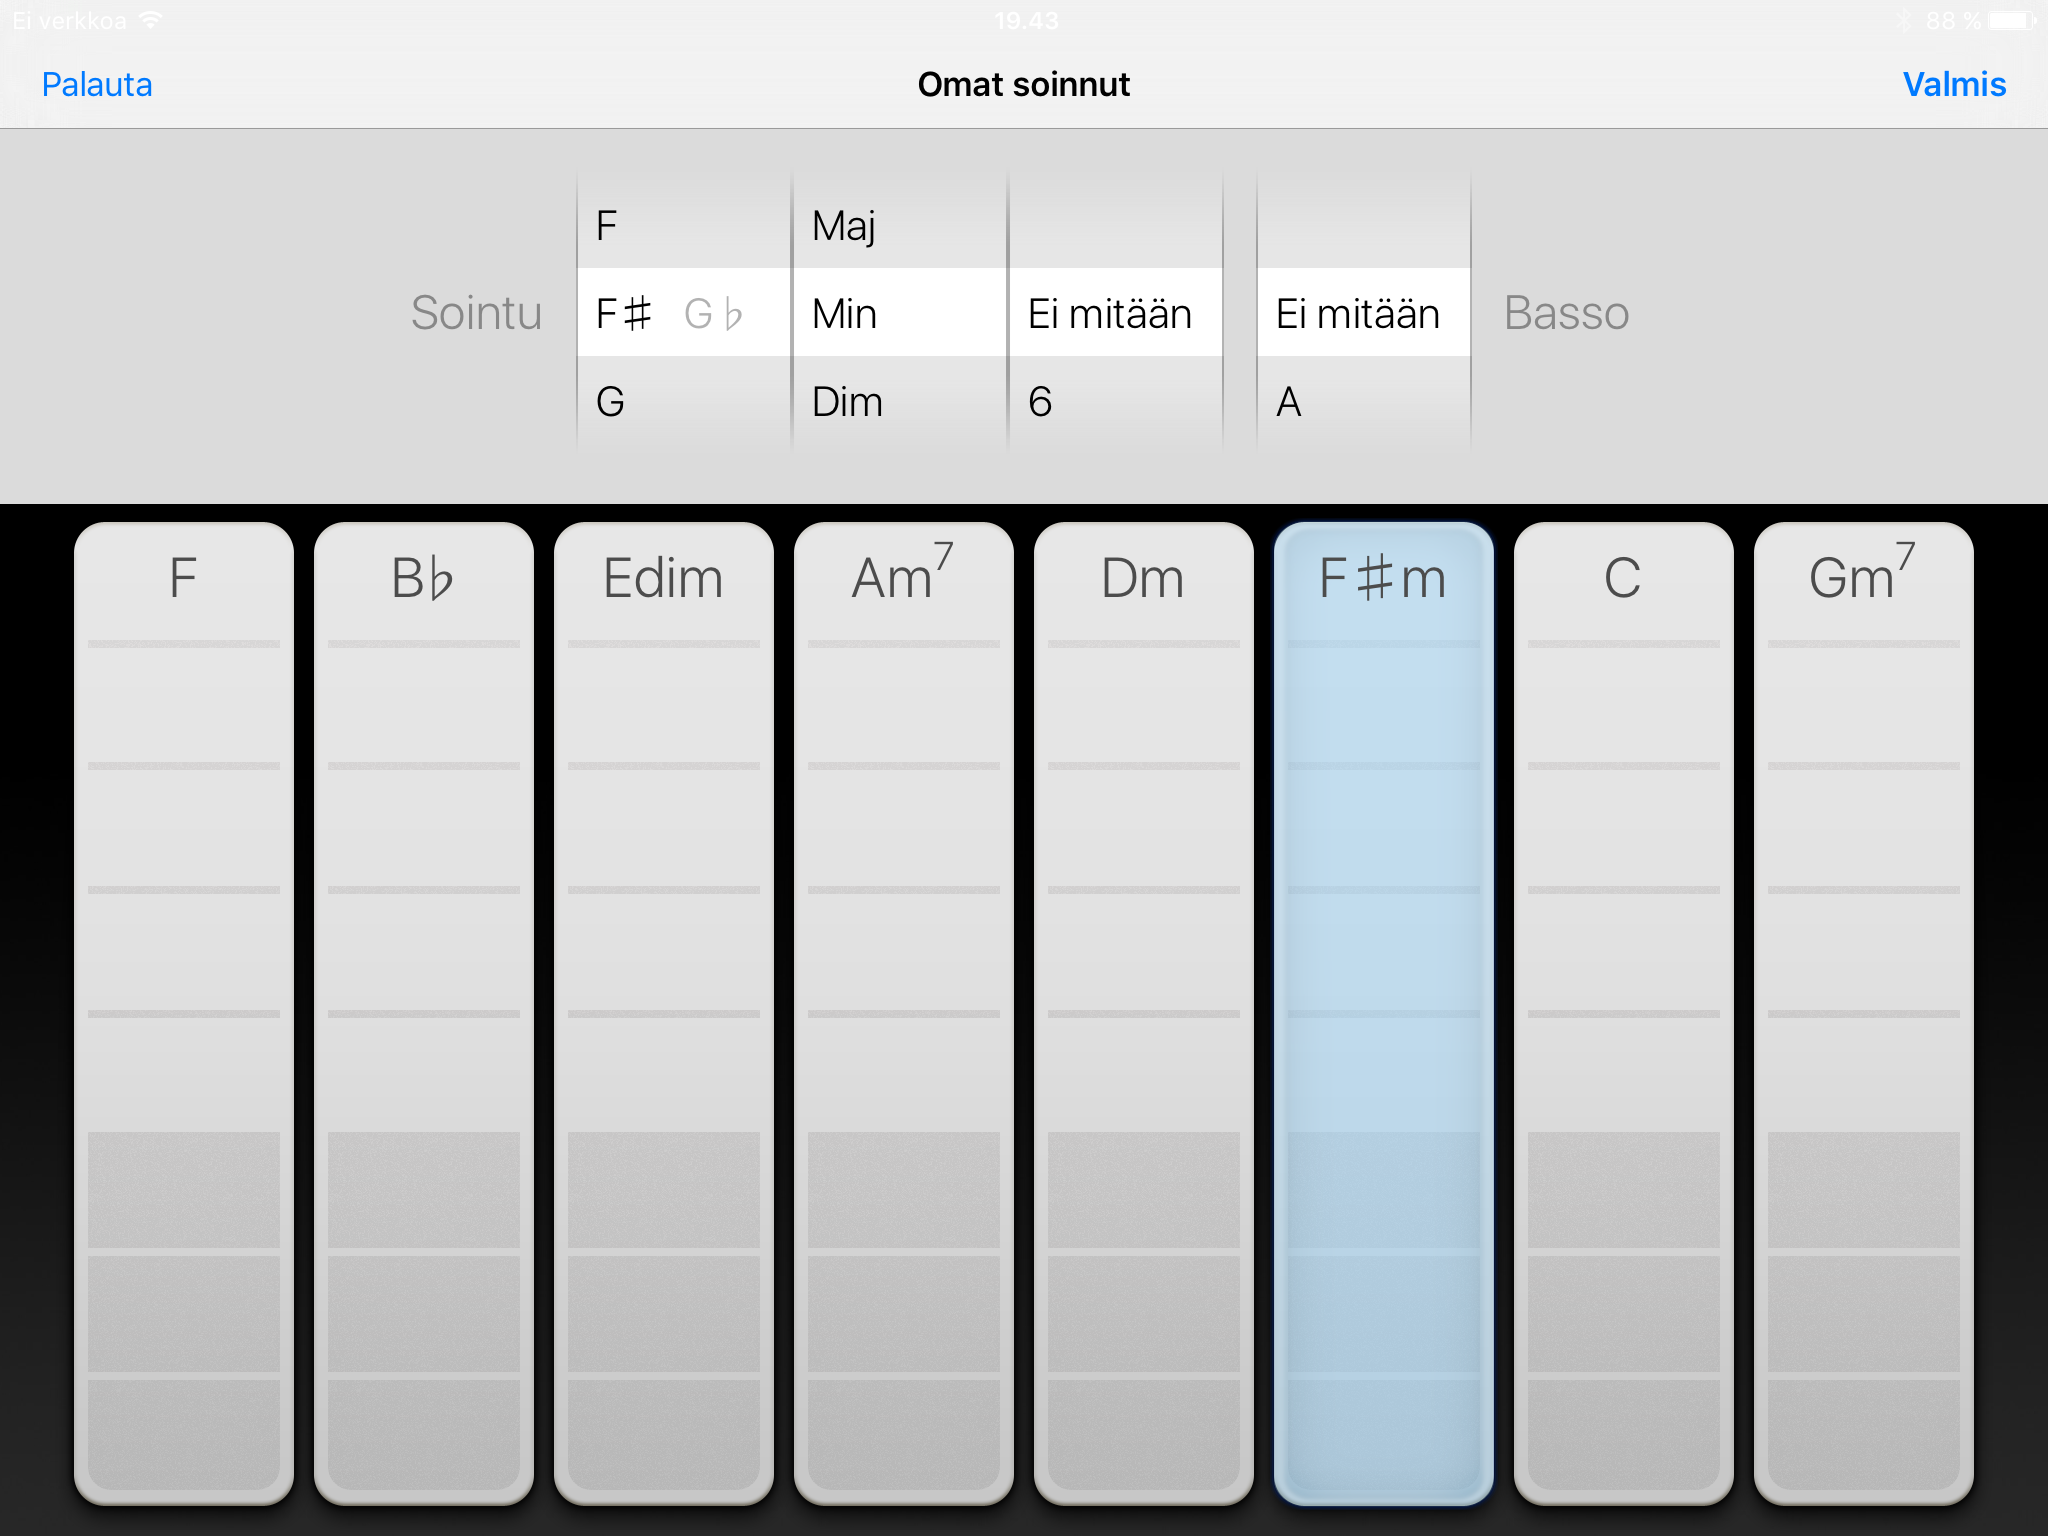 Ei verkkoa 19.43 88 %
Palauta Omat soinnut Valmis
F Maj
Sointu F♯ G♭ Min Ei mitään Ei mitään Basso
G Dim 6 A
F B♭ Edim Am7 Dm F♯m C Gm7